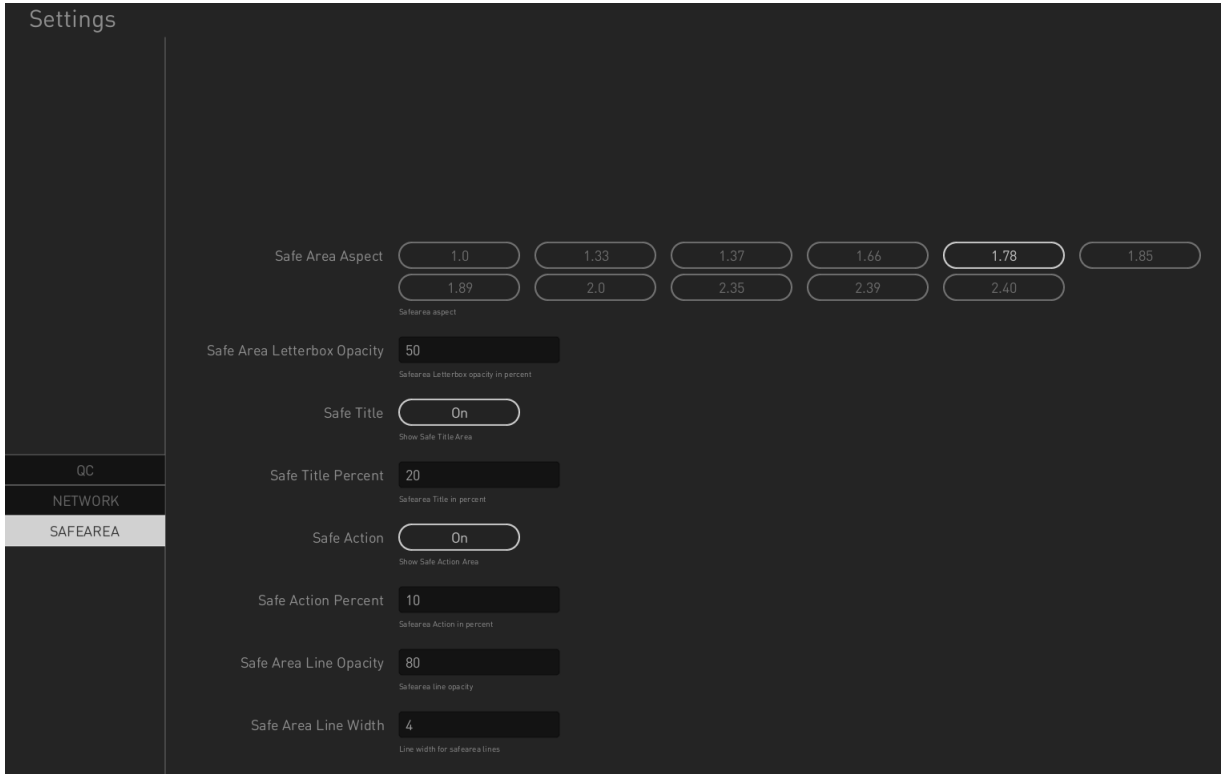 Settings
Safe Area Aspect 1.0 1.33 1.37 1.66 1.78 1.85
1.89 2.0 2.35 2.39 2.40
Safearea aspect
Safe Area Letterbox Opacity 50
Safearea Letterbox opacity in percent
Safe Title On
Show Safe Title Area
QC
Safe Title Percent 20
Safearea Title in percent
NETWORK
SAFEAREA
Safe Action On
Show Safe Action Area
Safe Action Percent 10
Safearea Action in percent
Safe Area Line Opacity 80
Safearea line opacity
Safe Area Line Width 4
Line width for safearea lines